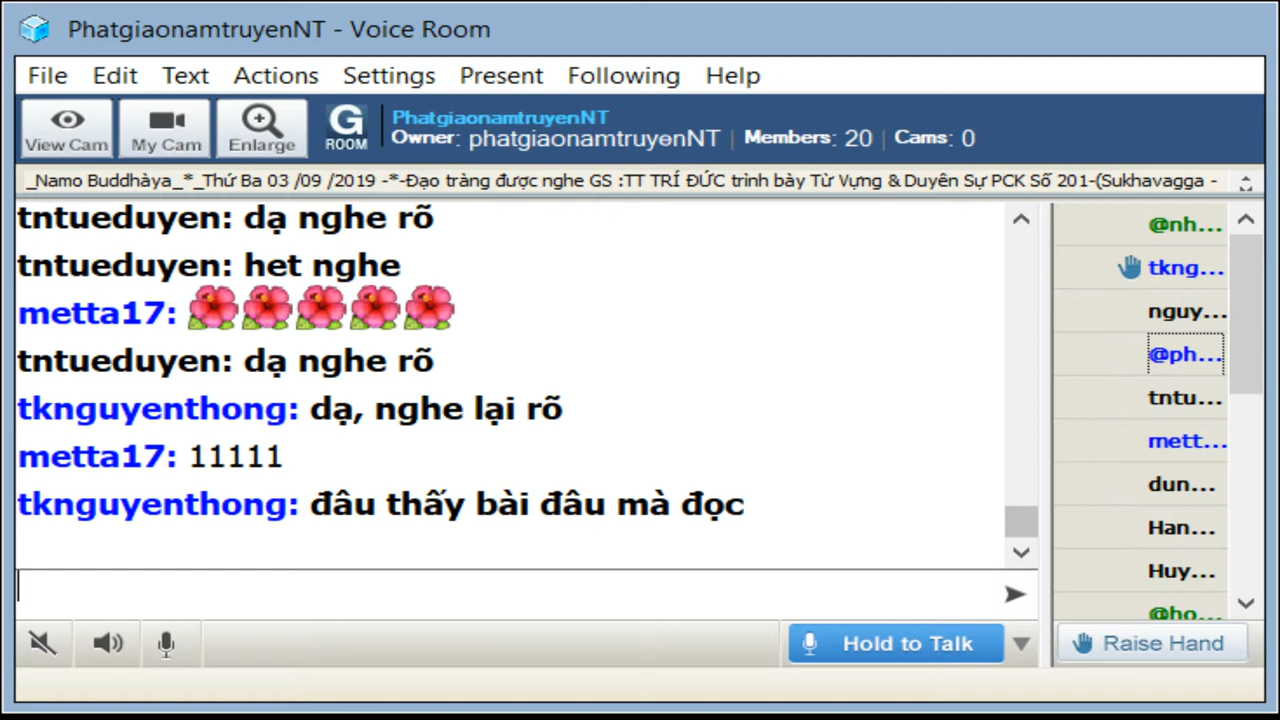 PhatgiaonamtruyenNT - Voice Room
File Edit Text Actions Settings Present Following Help
View Cam My Cam Enlarge
G ROOM
PhatgiaonamtruyenNT
Owner: phatgiaonamtruyenNT | Members: 20 | Cams: 0
_Namo Buddhàya_*_Thứ Ba 03 /09 /2019 -*-Đạo tràng được nghe GS :TT TRÍ ĐỨC trình bày Từ Vựng & Duyên Sự PCK Số 201-(Sukhavagga -
tntueduyen: dạ nghe rõ
tntueduyen: het nghe
metta17:
tntueduyen: dạ nghe rõ
tknguyenthong: dạ, nghe lại rõ
metta17: 11111
tknguyenthong: đâu thấy bài đâu mà đọc
@nh...
tkng...
nguy...
@ph...
tntu...
mett...
dun...
Han...
Huy...
@ho...
Hold to Talk
Raise Hand